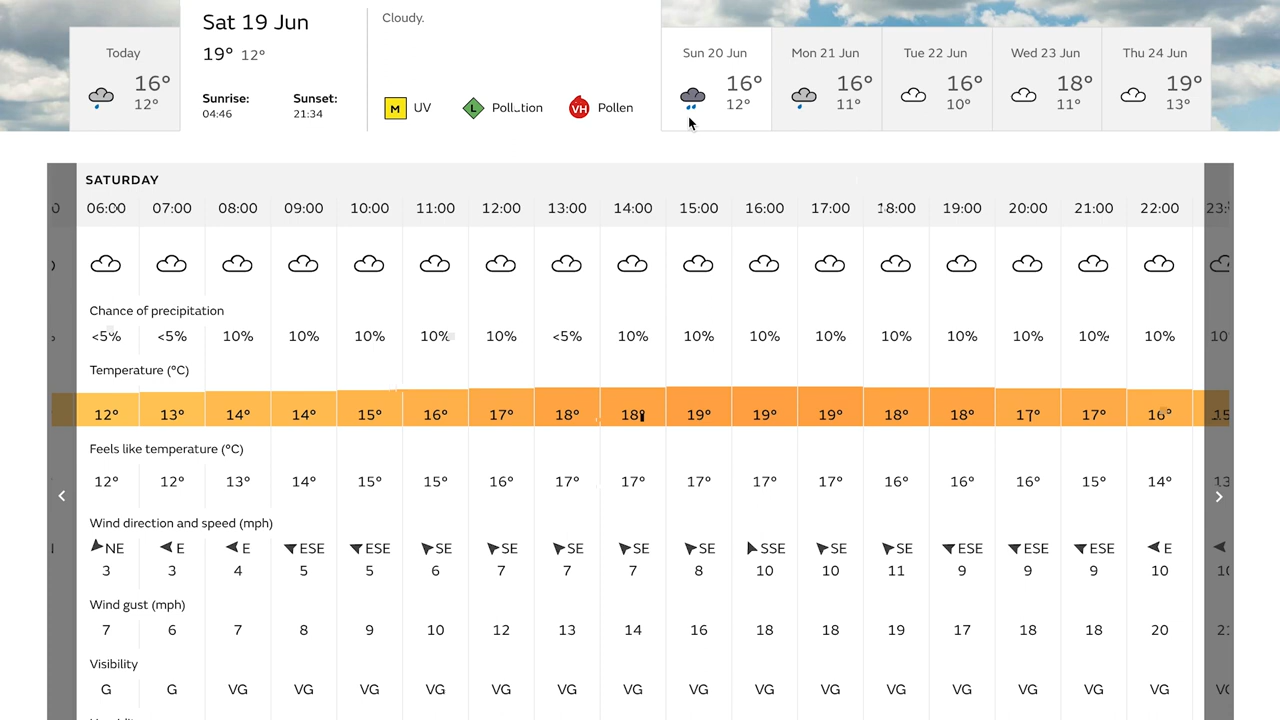 Today
16°
12°
Sat 19 Jun
19° 12°
Sunrise: Sunset:
04:46 21:34
Cloudy.
M UV L VH Pollen
Sun 20 Jun
16°
12°
Mon 21 Jun
16°
11°
Tue 22 Jun
16°
10°
Wed 23 Jun
18°
11°
Thu 24 Jun
19°
13°
SATURDAY
06:00 07:00 08:00 09:00 10:00 11:00 12:00 13:00 14:00 15:00 16:00 17:00 18:00 19:00 20:00 21:00 22:00
Chance of precipitation
<5% <5% 10% 10% 10% 10% 10% <5% 10% 10% 10% 10% 10% 10% 10% 10% 10%
Temperature (°C)
12° 13° 14° 14° 15° 16° 17° 18° 18° 19° 19° 19° 18° 18° 17° 17° 16°
Feels like temperature (°C)
12° 12° 13° 14° 15° 15° 16° 17° 17° 17° 17° 17° 16° 16° 16° 15° 14°
Wind direction and speed (mph)
NE E E ESE ESE SE SE SE SE SE SSE SE SE ESE ESE ESE E
3 3 4 5 5 6 7 7 7 8 10 10 11 9 9 9 10
Wind gust (mph)
7 6 7 8 9 10 12 13 14 16 18 18 19 17 18 18 20
Visibility
G G VG VG VG VG VG VG VG VG VG VG VG VG VG VG VG